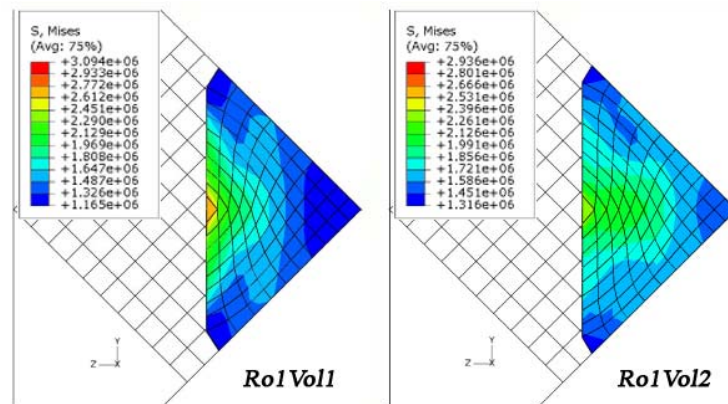 S, Mises
(Avg: 75%)
+3.094e+06
+2.933e+06
+2.772e+06
+2.612e+06
+2.451e+06
+2.290e+06
+2.129e+06
+1.969e+06
+1.808e+06
+1.647e+06
+1.487e+06
+1.326e+06
+1.165e+06
Y
Z
X
Ro1Vol1
S, Mises
(Avg: 75%)
+2.936e+06
+2.801e+06
+2.666e+06
+2.531e+06
+2.396e+06
+2.261e+06
+2.126e+06
+1.991e+06
+1.856e+06
+1.721e+06
+1.586e+06
+1.451e+06
+1.316e+06
Y
Z
X
Ro1Vol2